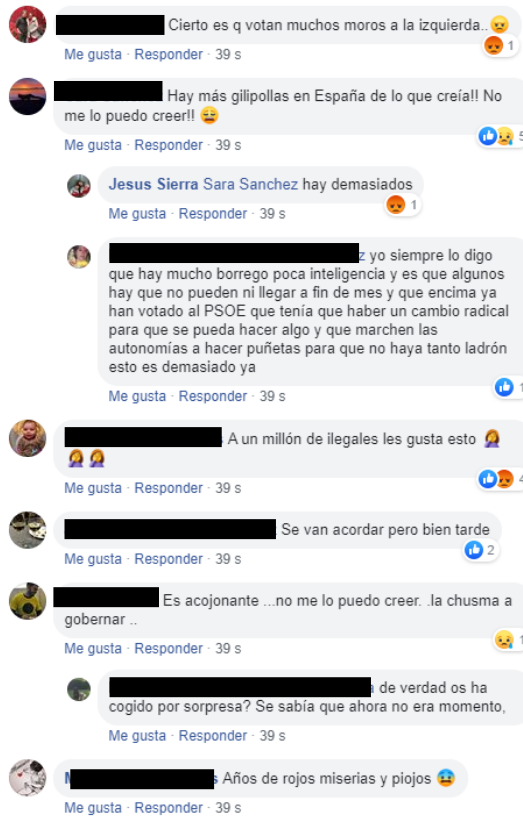 Cierto es q votan muchos moros a la izquierda..😠
1
Me gusta · Responder · 39 s
Hay más gilipollas en España de lo que creía!! No
me lo puedo creer!! 😩
5
Me gusta · Responder · 39 s
Jesus Sierra Sara Sanchez hay demasiados
1
Me gusta · Responder · 39 s
z yo siempre lo digo
que hay mucho borrego poca inteligencia y es que algunos
hay que no pueden ni llegar a fin de mes y que encima ya
han votado al PSOE que tenía que haber un cambio radical
para que se pueda hacer algo y que marchen las
autonomías a hacer puñetas para que no haya tanto ladrón
esto es demasiado ya
1
Me gusta · Responder · 39 s
A un millón de ilegales les gusta esto 🤦‍♀️
🤦‍♀️🤦‍♀️
4
Me gusta · Responder · 39 s
Se van acordar pero bien tarde
2
Me gusta · Responder · 39 s
Es acojonante ...no me lo puedo creer. .la chusma a
gobernar ..
1
Me gusta · Responder · 39 s
de verdad os ha
cogido por sorpresa? Se sabía que ahora no era momento,
Me gusta · Responder · 39 s
s Años de rojos miserias y piojos 😰
Me gusta · Responder · 39 s